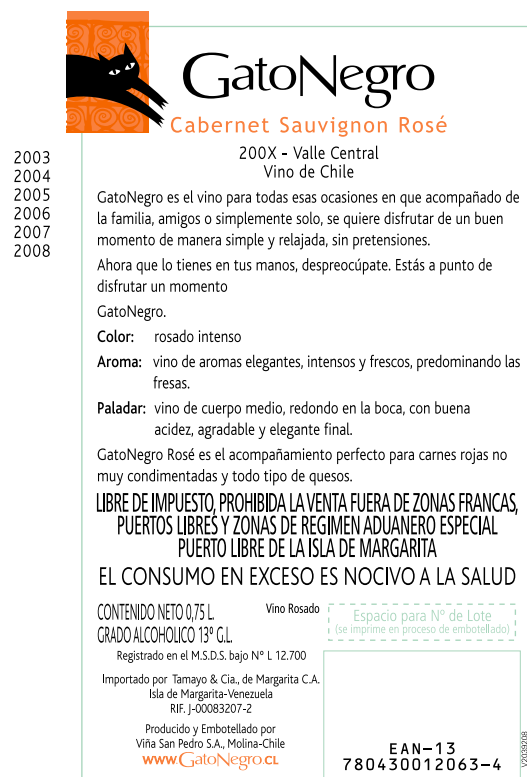 GatoNegro
Cabernet Sauvignon Rosé
200X - Valle Central
Vino de Chile
2003
2004
2005
2006
2007
2008
GatoNegro es el vino para todas esas ocasiones en que acompañado de
la familia, amigos o simplemente solo, se quiere disfrutar de un buen
momento de manera simple y relajada, sin pretensiones.
Ahora que lo tienes en tus manos, despreocúpate. Estás a punto de
disfrutar un momento
GatoNegro.
Color: rosado intenso
Aroma: vino de aromas elegantes, intensos y frescos, predominando las
fresas.
Paladar: vino de cuerpo medio, redondo en la boca, con buena
acidez, agradable y elegante final.
GatoNegro Rosé es el acompañamiento perfecto para carnes rojas no
muy condimentadas y todo tipo de quesos.
LIBRE DE IMPUESTO, PROHIBIDA LA VENTA FUERA DE ZONAS FRANCAS,
PUERTOS LIBRES Y ZONAS DE REGIMEN ADUANERO ESPECIAL
PUERTO LIBRE DE LA ISLA DE MARGARITA
EL CONSUMO EN EXCESO ES NOCIVO A LA SALUD
CONTENIDO NETO 0,75 L.
GRADO ALCOHOLICO 13º G.L.
Vino Rosado
Espacio para Nº de Lote
(se imprime en proceso de embotellado)
Registrado en el M.S.D.S. bajo Nº L 12.700
Importado por Tamayo & Cia., de Margarita C.A.
Isla de Margarita-Venezuela
RIF. J-00083207-2
Producido y Embotellado por
Viña San Pedro S.A., Molina-Chile
www.GatoNegro.CL
EAN-13
780430012063-4
V2039208